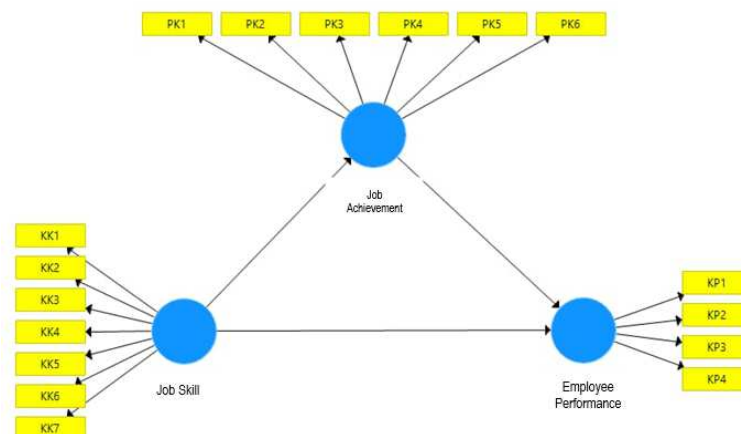 PK1 PK2 PK3 PK4 PK5 PK6
Job
Achievement
KK1
KK2
KK3
KK4
KK5
KK6
KK7
Job Skill
KP1
KP2
KP3
KP4
Employee
Performance